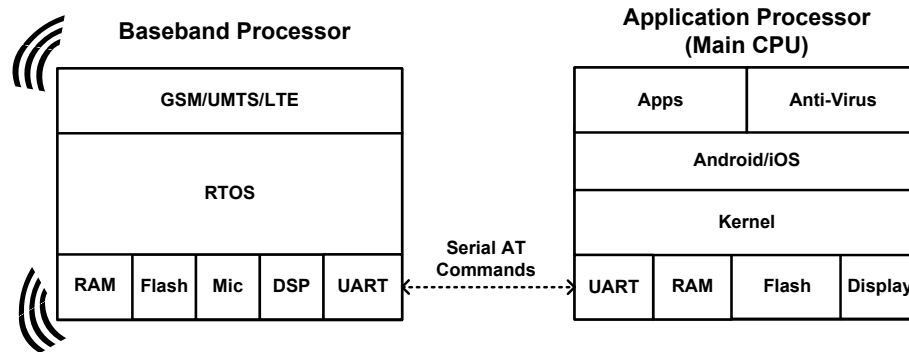 Baseband Processor
Application Processor
(Main CPU)
GSM/UMTS/LTE
RTOS
RAM
Flash
Mic
DSP
UART
Serial AT
Commands
Apps
Anti-Virus
Android/iOS
Kernel
UART
RAM
Flash
Display